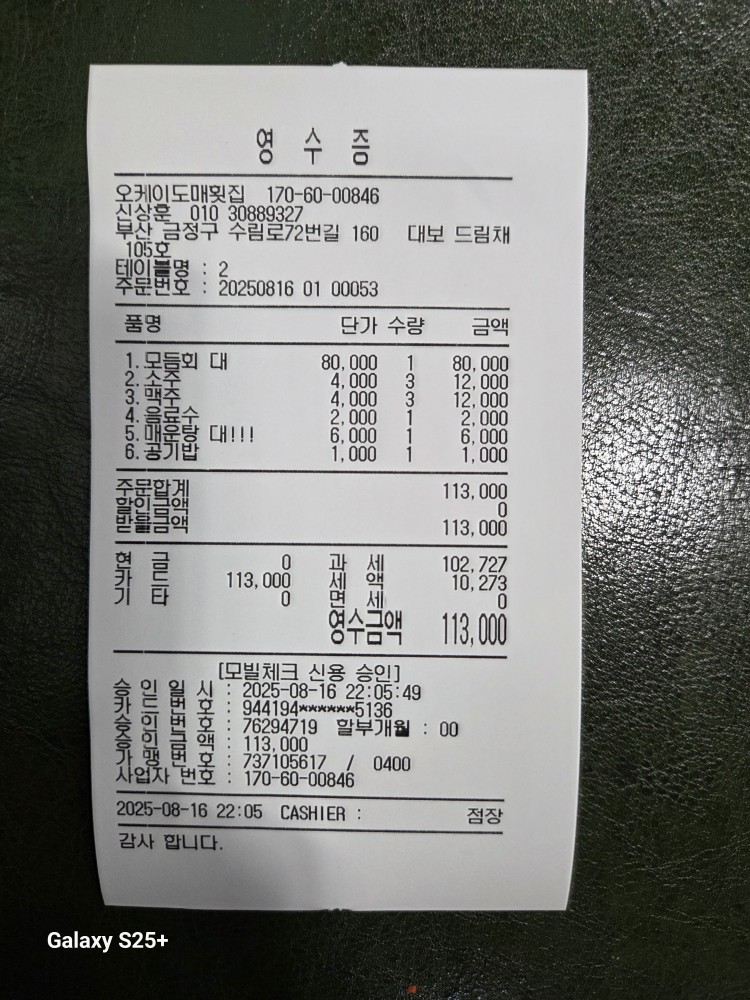 영 수 증
오케이도매횟집 170-60-00846
신상훈 010 30889327
부산 금정구 수림로72번길 160 대보 드림채
105호
테이블명 : 2
주문번호 : 20250816 01 00053
품명 단가 수량 금액
1. 모듬회 대 80,000 1 80,000
2. 소주 4,000 3 12,000
3. 맥주 4,000 3 12,000
4. 음료수 2,000 1 2,000
5. 매운탕 대!!! 6,000 1 6,000
6. 공기밥 1,000 1 1,000
주문합계 113,000
할인금액 0
받을금액 113,000
현 금 0 과 세 102,727
카 드 113,000 세 액 10,273
기 타 0 면 세 0
영수금액 113,000
[모빌체크 신용 승인]
승 인 일 시 : 2025-08-16 22:05:49
카 드 번 호 : 944194******5136
승 인 번 호 : 76294719 할부개월 : 00
승 인 금 액 : 113,000
가 맹 번 호 : 737105617 / 0400
사업자 번호 : 170-60-00846
2025-08-16 22:05 CASHIER : 점장
감사 합니다.
Galaxy S25+